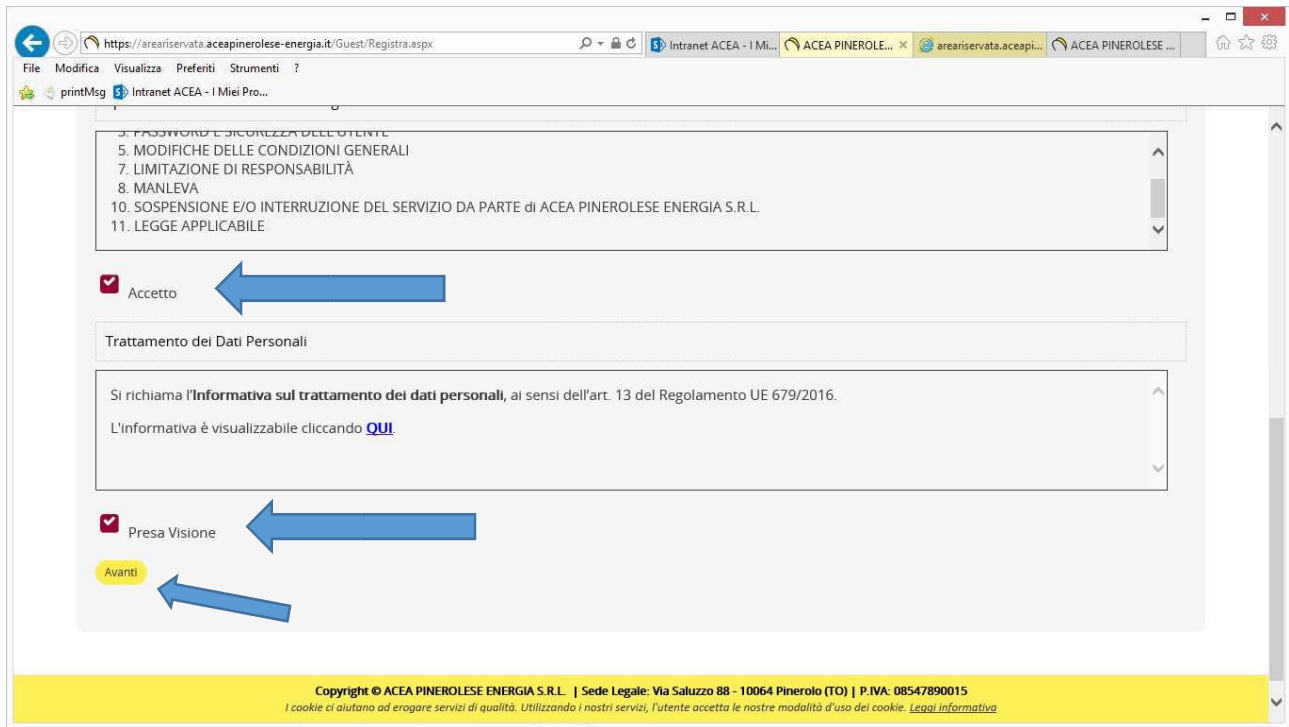 https://areariservata.aceapinerolese-energia.it/Guest/Registra.aspx
Intranet ACEA - I Mi...
ACEA PINEROLE...
areariservata.aceapi...
ACEA PINEROLESE ...
File Modifica Visualizza Preferiti Strumenti ?
printMsg Intranet ACEA - I Miei Pro...
3. PASSWORD E SICUREZZA DELL'UTENTE
5. MODIFICHE DELLE CONDIZIONI GENERALI
7. LIMITAZIONE DI RESPONSABILITÀ
8. MANLEVA
10. SOSPENSIONE E/O INTERRUZIONE DEL SERVIZIO DA PARTE di ACEA PINEROLESE ENERGIA S.R.L.
11. LEGGE APPLICABILE
Accetto
Trattamento dei Dati Personali
Si richiama l'Informativa sul trattamento dei dati personali, ai sensi dell'art. 13 del Regolamento UE 679/2016.
L'informativa è visualizzabile cliccando QUI.
Presa Visione
Avanti
Copyright © ACEA PINEROLESE ENERGIA S.R.L. | Sede Legale: Via Saluzzo 88 - 10064 Pinerolo (TO) | P.IVA: 08547890015
I cookie ci aiutano ad erogare servizi di qualità. Utilizzando i nostri servizi, l'utente accetta le nostre modalità d'uso dei cookie. Leggi informativa